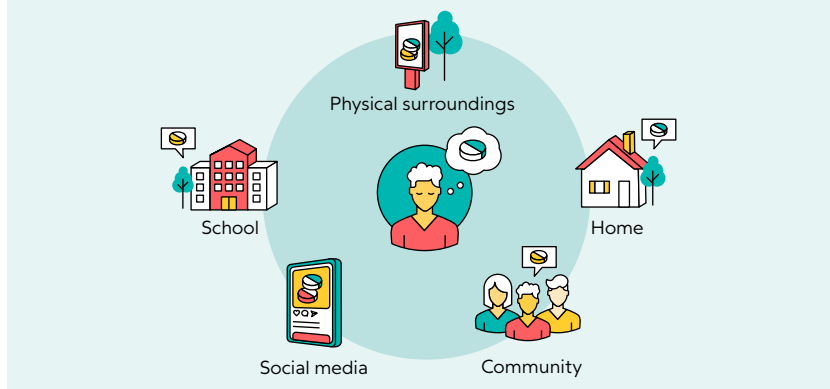 Physical surroundings
School
Home
Social media
Community